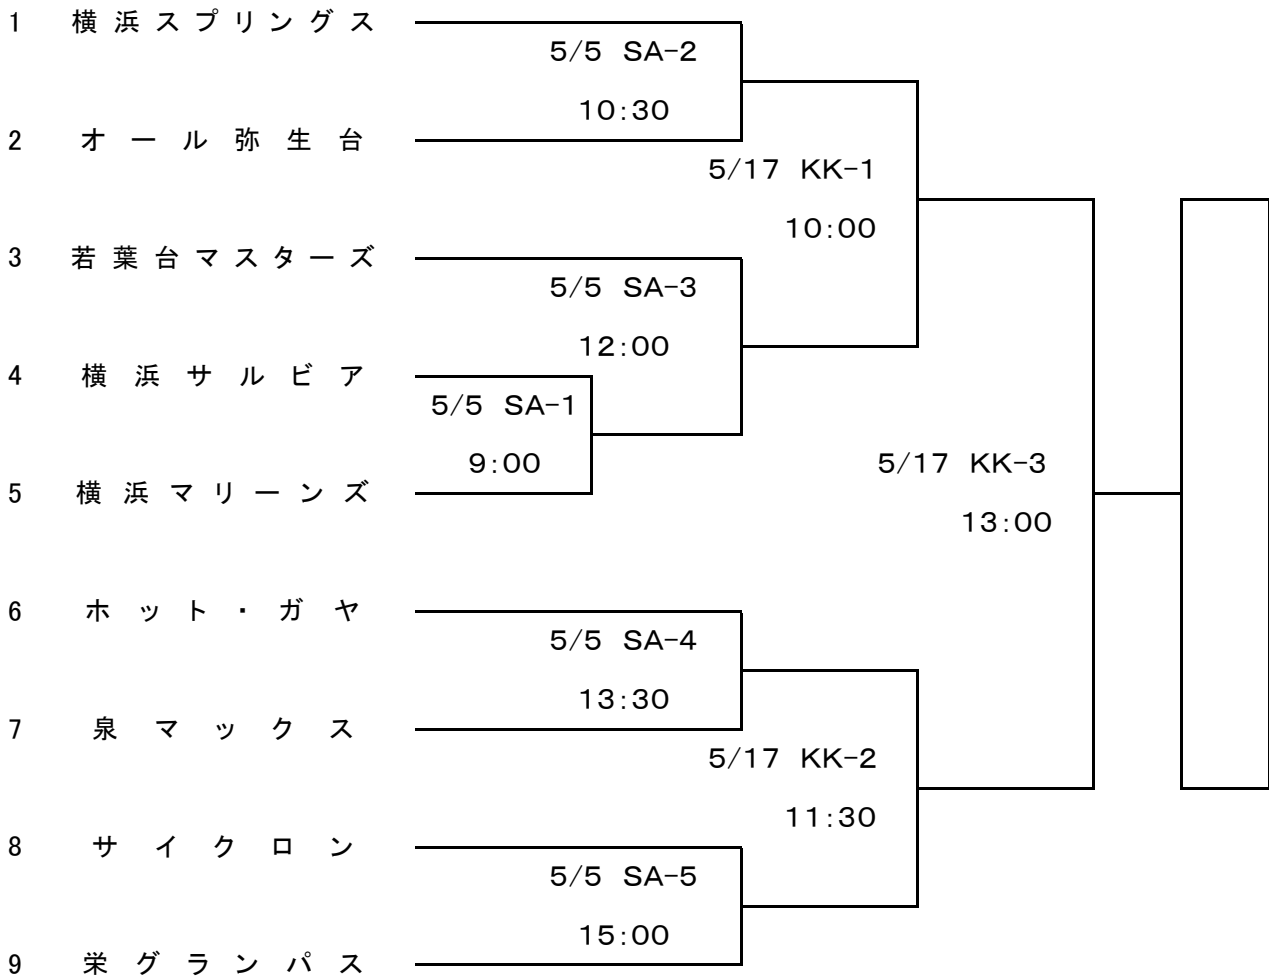 1 横浜スプリングス
5/5 SA-2
10:30
2 オール弥生台
5/17 KK-1
10:00
3 若葉台マスターズ
5/5 SA-3
12:00
4 横浜サルビア
5/5 SA-1
9:00
5/17 KK-3
13:00
5 横浜マリーンズ
6 ホット・ガヤ
5/5 SA-4
13:30
7 泉マックス
5/17 KK-2
11:30
8 サイクロン
5/5 SA-5
15:00
9 栄グランパス